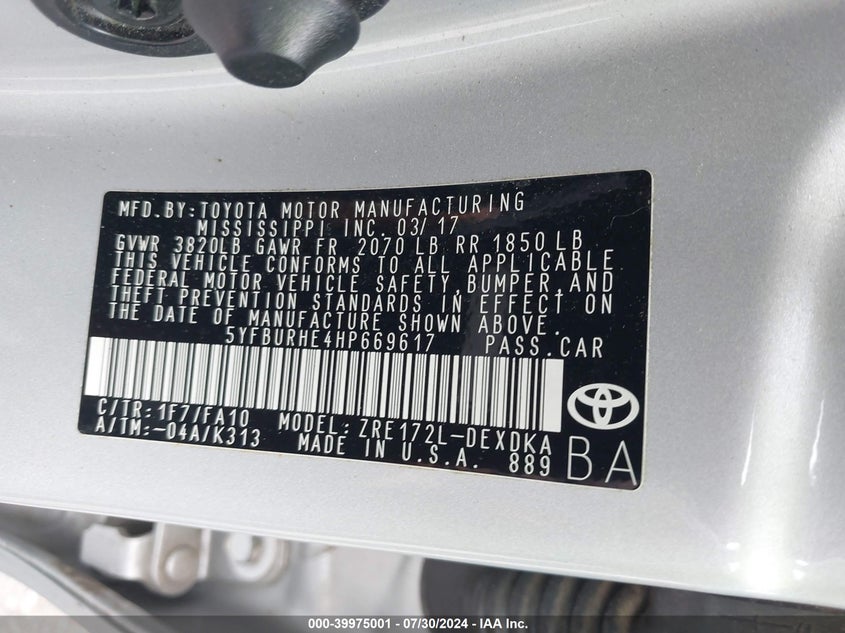 MFD.BY:TOYOTA MOTOR MANUFACTURING
MISSISSIPPI INC. 03/17
GVWR 3820LB GAWR FR 2070 LB RR 1850 LB
THIS VEHICLE CONFORMS TO ALL APPLICABLE
FEDERAL MOTOR VEHICLE SAFETY,BUMPER,AND
THEFT PREVENTION STANDARDS IN EFFECT ON
THE DATE OF MANUFACTURE SHOWN ABOVE.
5YFBURHE4HP669617 PASS.CAR
C/TR:1F7/FA10 MODEL:ZRE172L-DEXDKA
A/TM:-04A/K313 MADE IN U.S.A. 889
BA
000-39975001 - 07/30/2024 - IAA Inc.